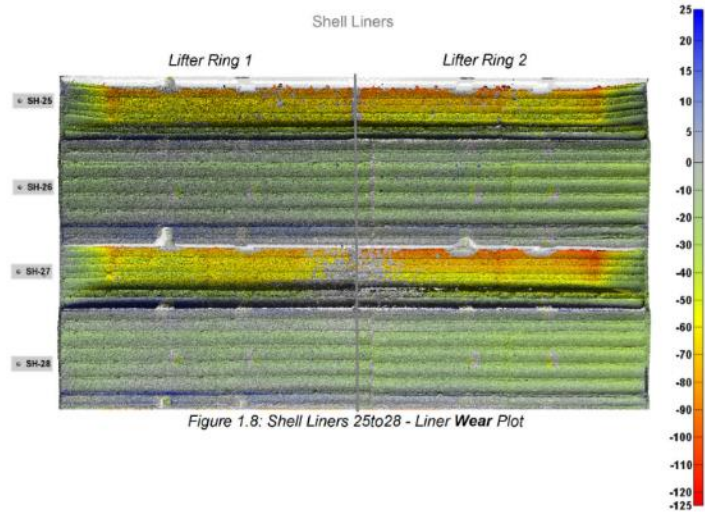 Shell Liners
Lifter Ring 1
Lifter Ring 2
SH-25
SH-26
SH-27
SH-28
Figure 1.8: Shell Liners 25to28 - Liner Wear Plot
25
20
15
10
5
0
-10
-20
-30
-40
-50
-60
-70
-80
-90
-100
-110
-120
-125